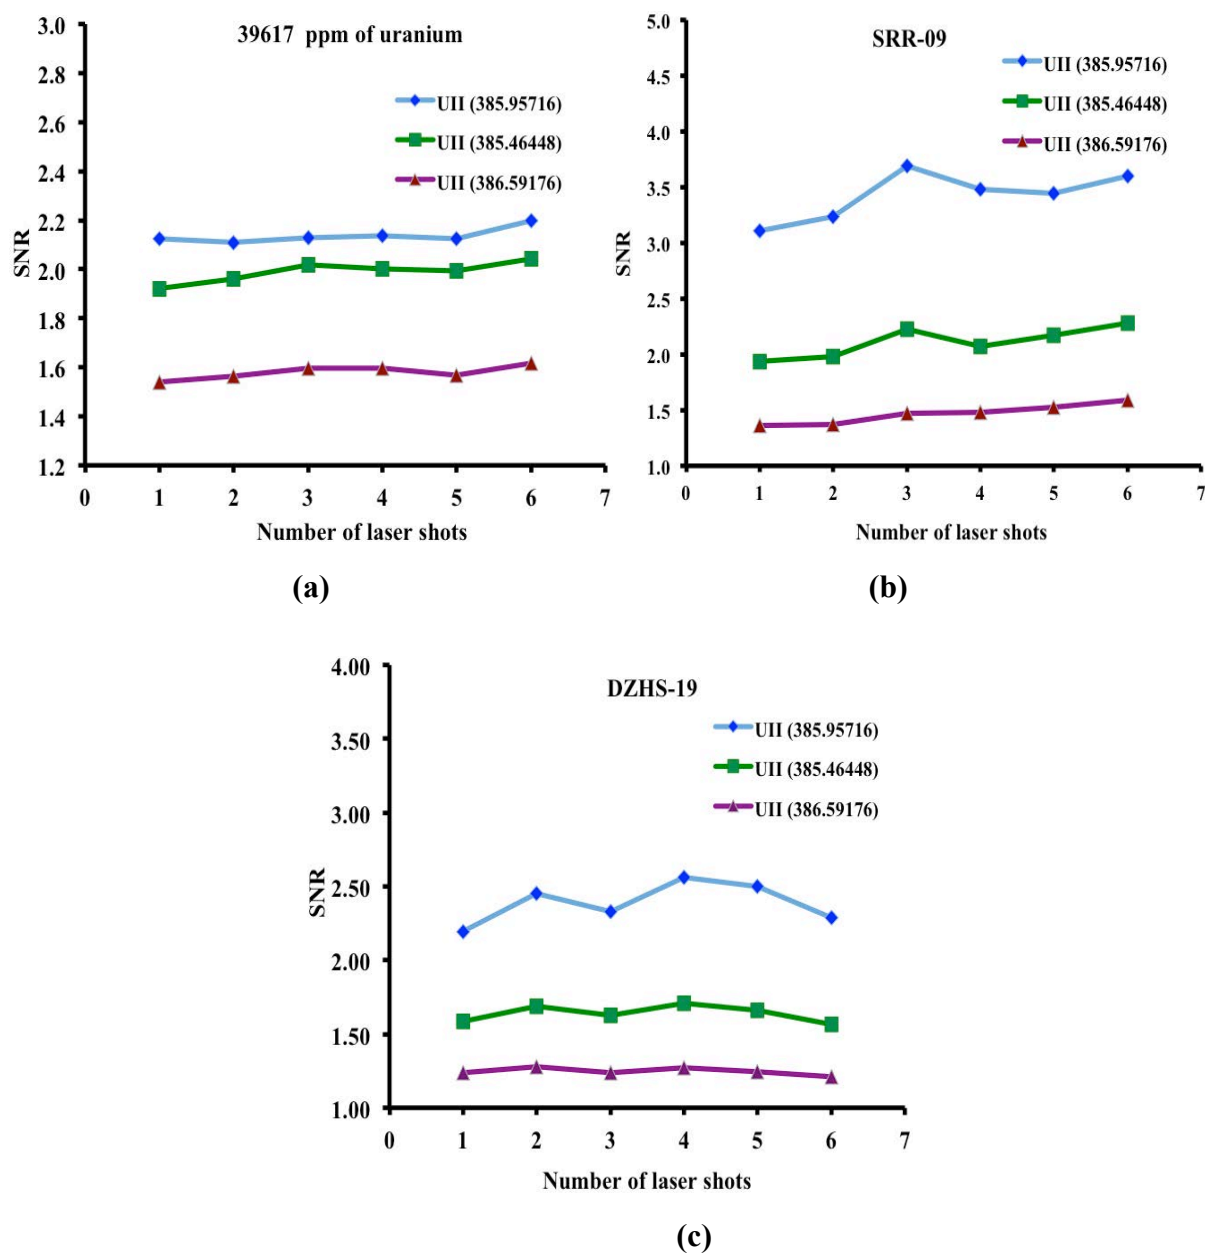 39617 ppm of uranium
UII (385.95716)
UII (385.46448)
UII (386.59176)
SNR
3.0
2.8
2.6
2.4
2.2
2.0
1.8
1.6
1.4
1.2
0 1 2 3 4 5 6 7
Number of laser shots
(a)
SRR-09
UII (385.95716)
UII (385.46448)
UII (386.59176)
SNR
5.0
4.5
4.0
3.5
3.0
2.5
2.0
1.5
1.0
0 1 2 3 4 5 6 7
Number of laser shots
(b)
DZHS-19
UII (385.95716)
UII (385.46448)
UII (386.59176)
SNR
4.00
3.50
3.00
2.50
2.00
1.50
1.00
0 1 2 3 4 5 6 7
Number of laser shots
(c)